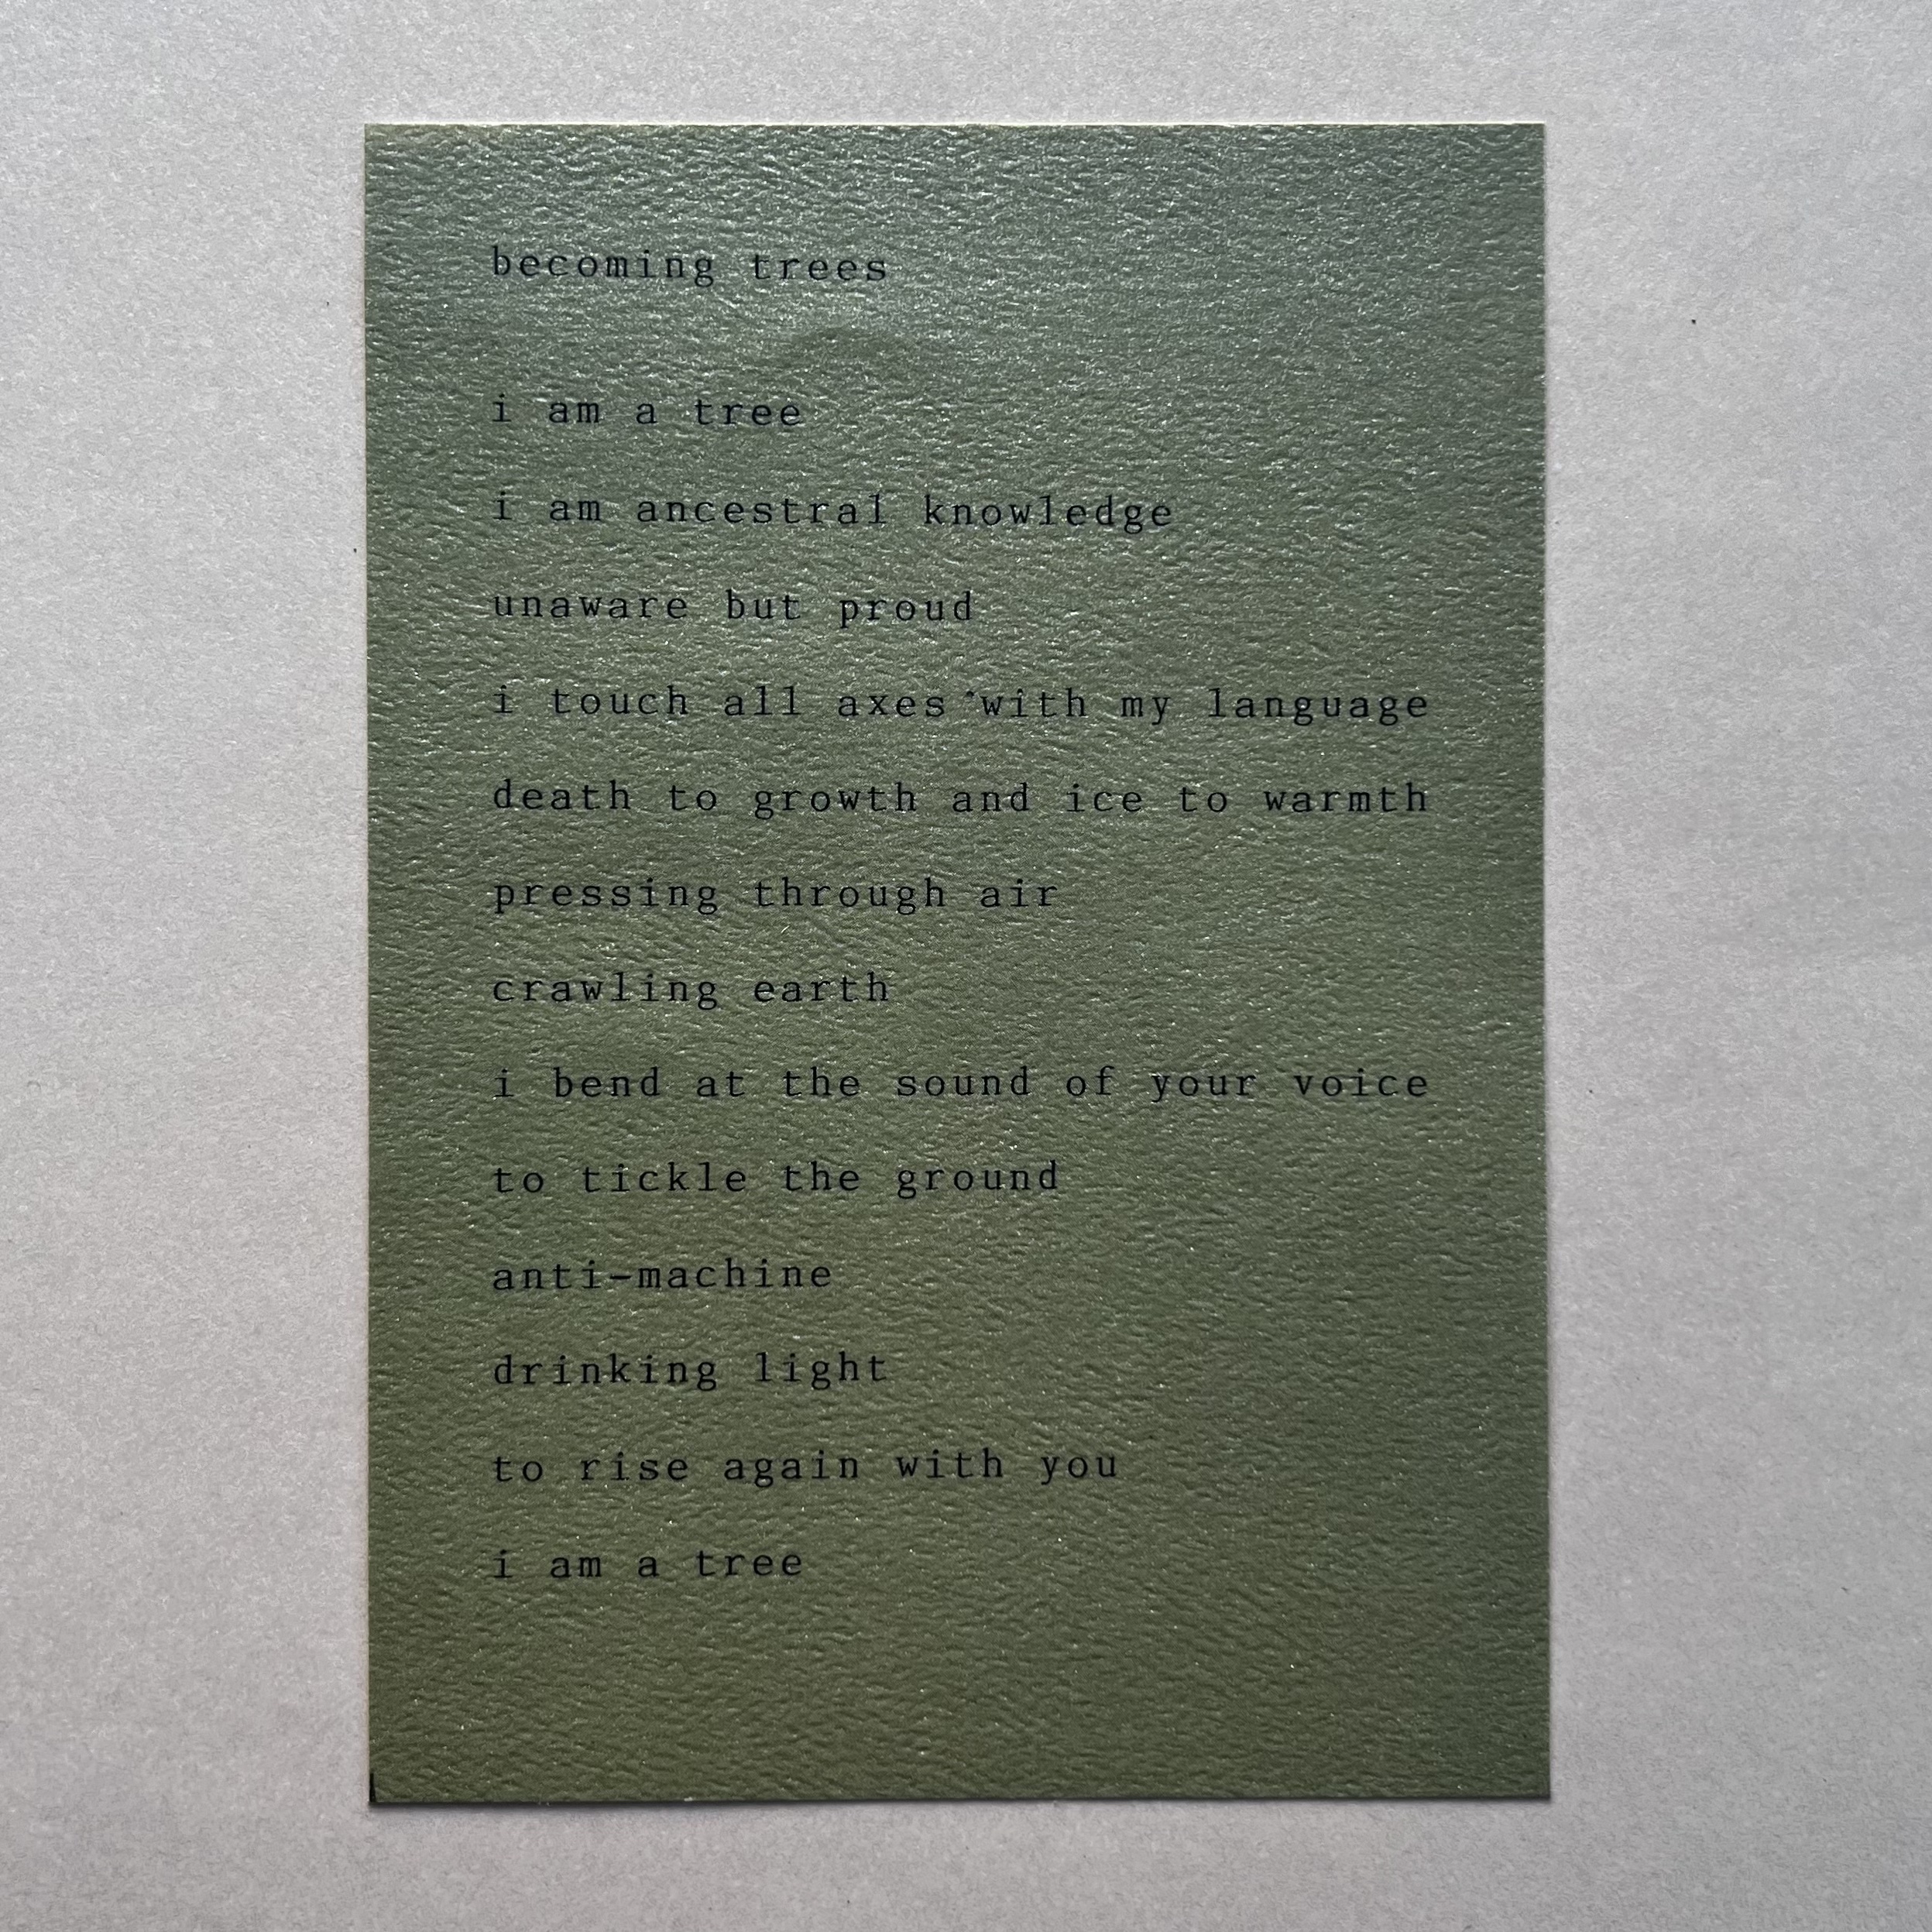 becoming trees
i am a tree
i am ancestral knowledge
unaware but proud
i touch all axes with my language
death to growth and ice to warmth
pressing through air
crawling earth
i bend at the sound of your voice
to tickle the ground
anti-machine
drinking light
to rise again with you
i am a tree